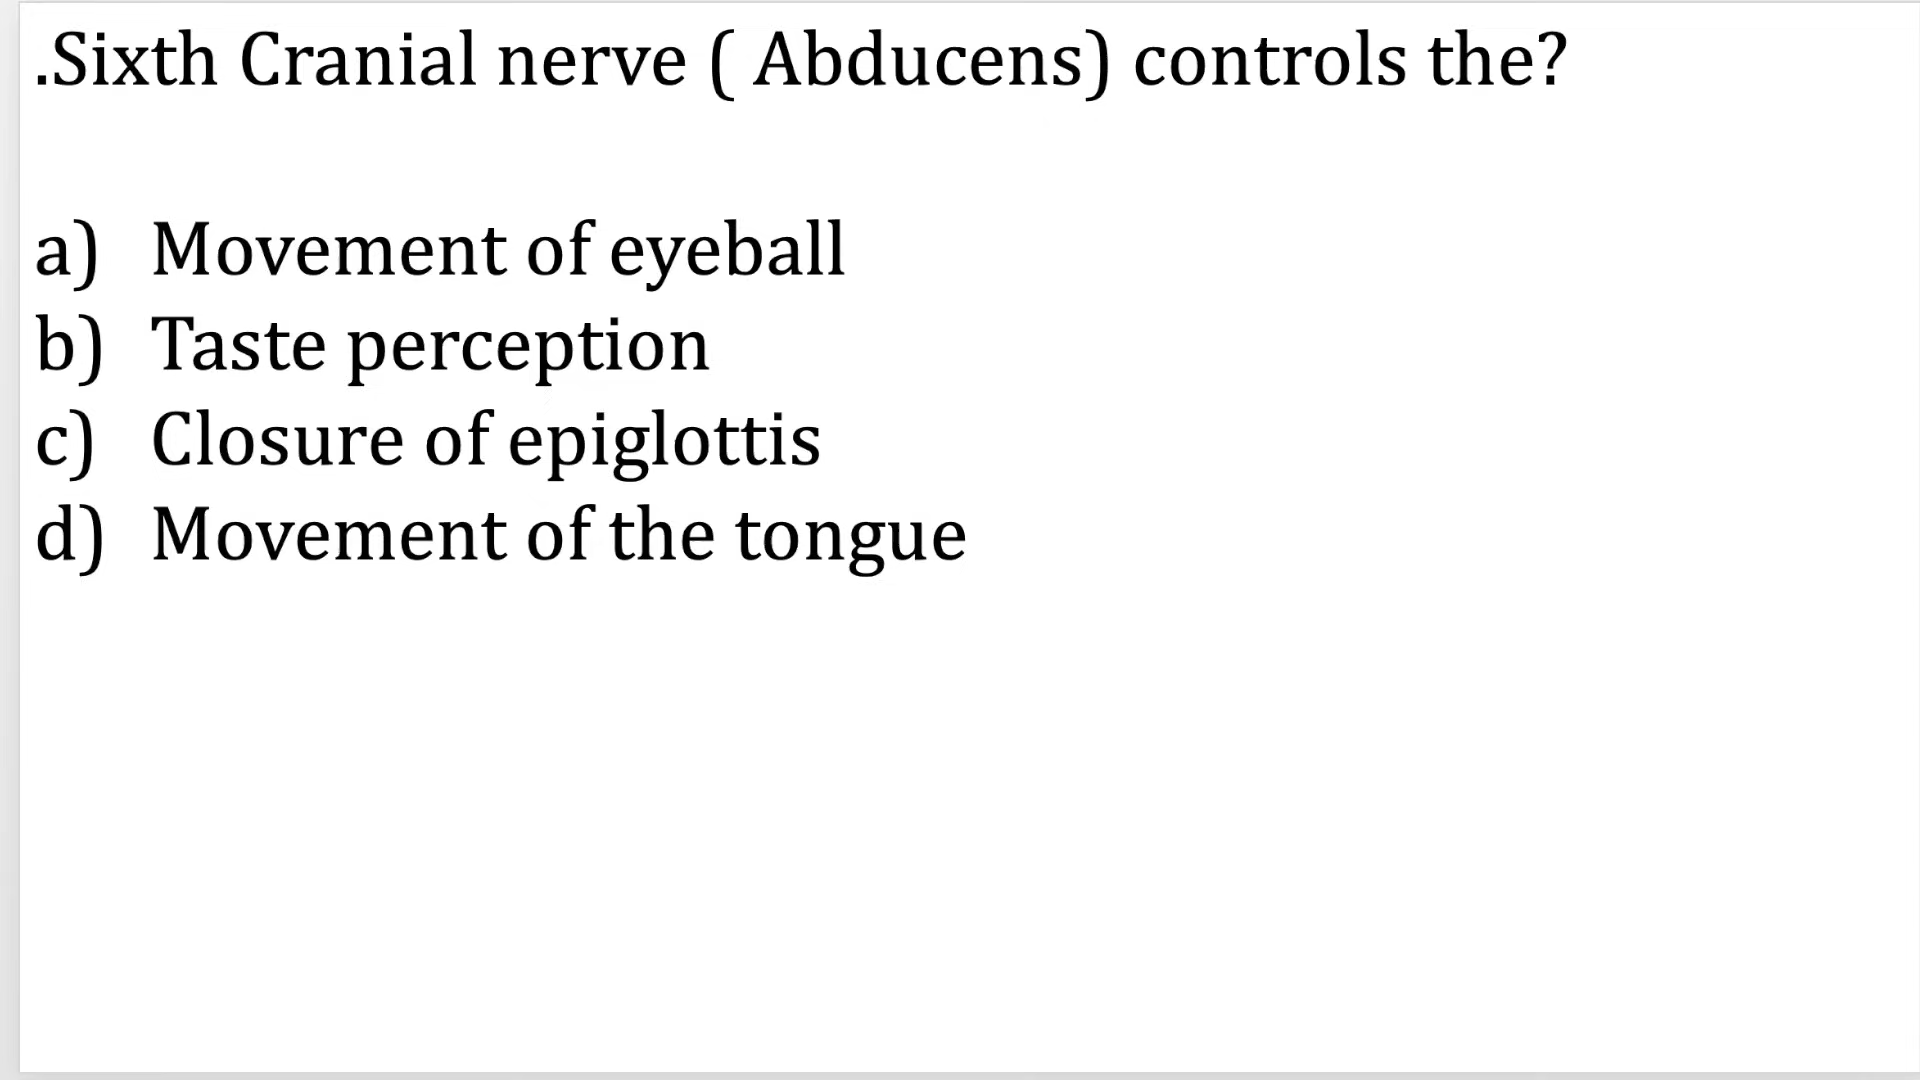 .Sixth Cranial nerve ( Abducens) controls the?
a) Movement of eyeball
b) Taste perception
c) Closure of epiglottis
d) Movement of the tongue